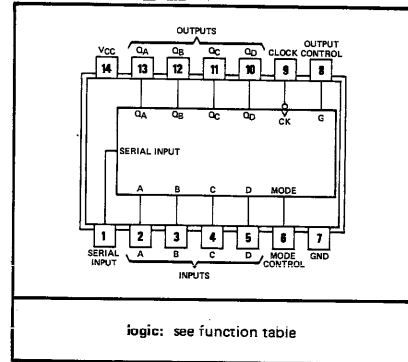 OUTPUTS
VCC QA QB QC QD CLOCK OUTPUT CONTROL
14 13 12 11 10 9 8
QA QB QC QD CK G
SERIAL INPUT
A B C D MODE
1 2 3 4 5 6 7
SERIAL INPUT A B C D MODE CONTROL GND
INPUTS
logic: see function table